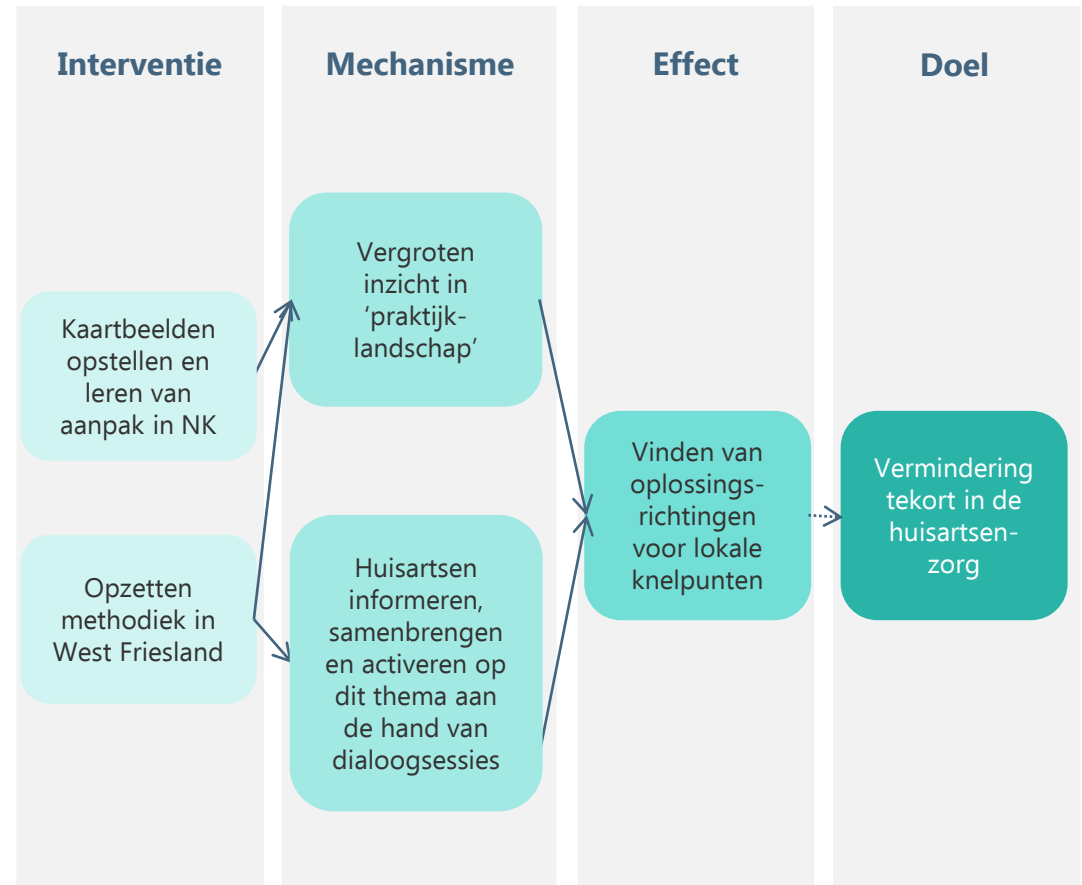 Interventie
Mechanisme
Effect
Doel
Kaartbeelden
opstellen en
leren van
aanpak in NK
Opzetten
methodiek in
West Friesland
Vergroten
inzicht in
‘praktijk-
landschap’
Huisartsen
informeren,
samenbrengen
en activeren op
dit thema aan
de hand van
dialoogsessies
Vinden van
oplossings-
richtingen
voor lokale
knelpunten
Vermindering
tekort in de
huisartsen-
zorg